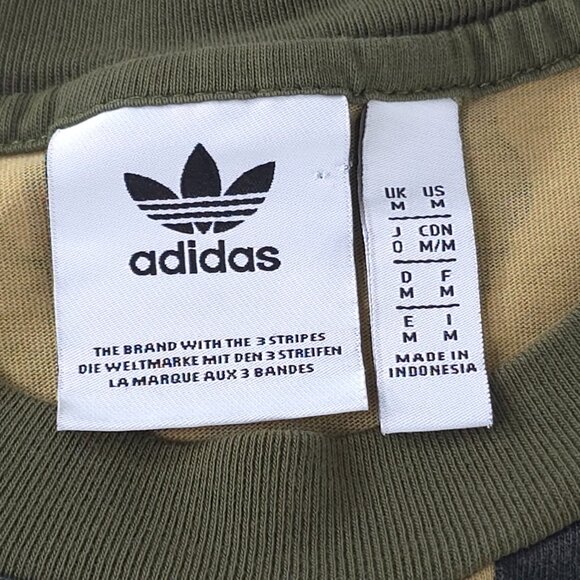 adidas
THE BRAND WITH THE 3 STRIPES
DIE WELTMARKE MIT DEN 3 STREIFEN
LA MARQUE AUX 3 BANDES
UK US
M M
J CDN
O M/M
D F
M M
E I
M M
MADE IN
INDONESIA